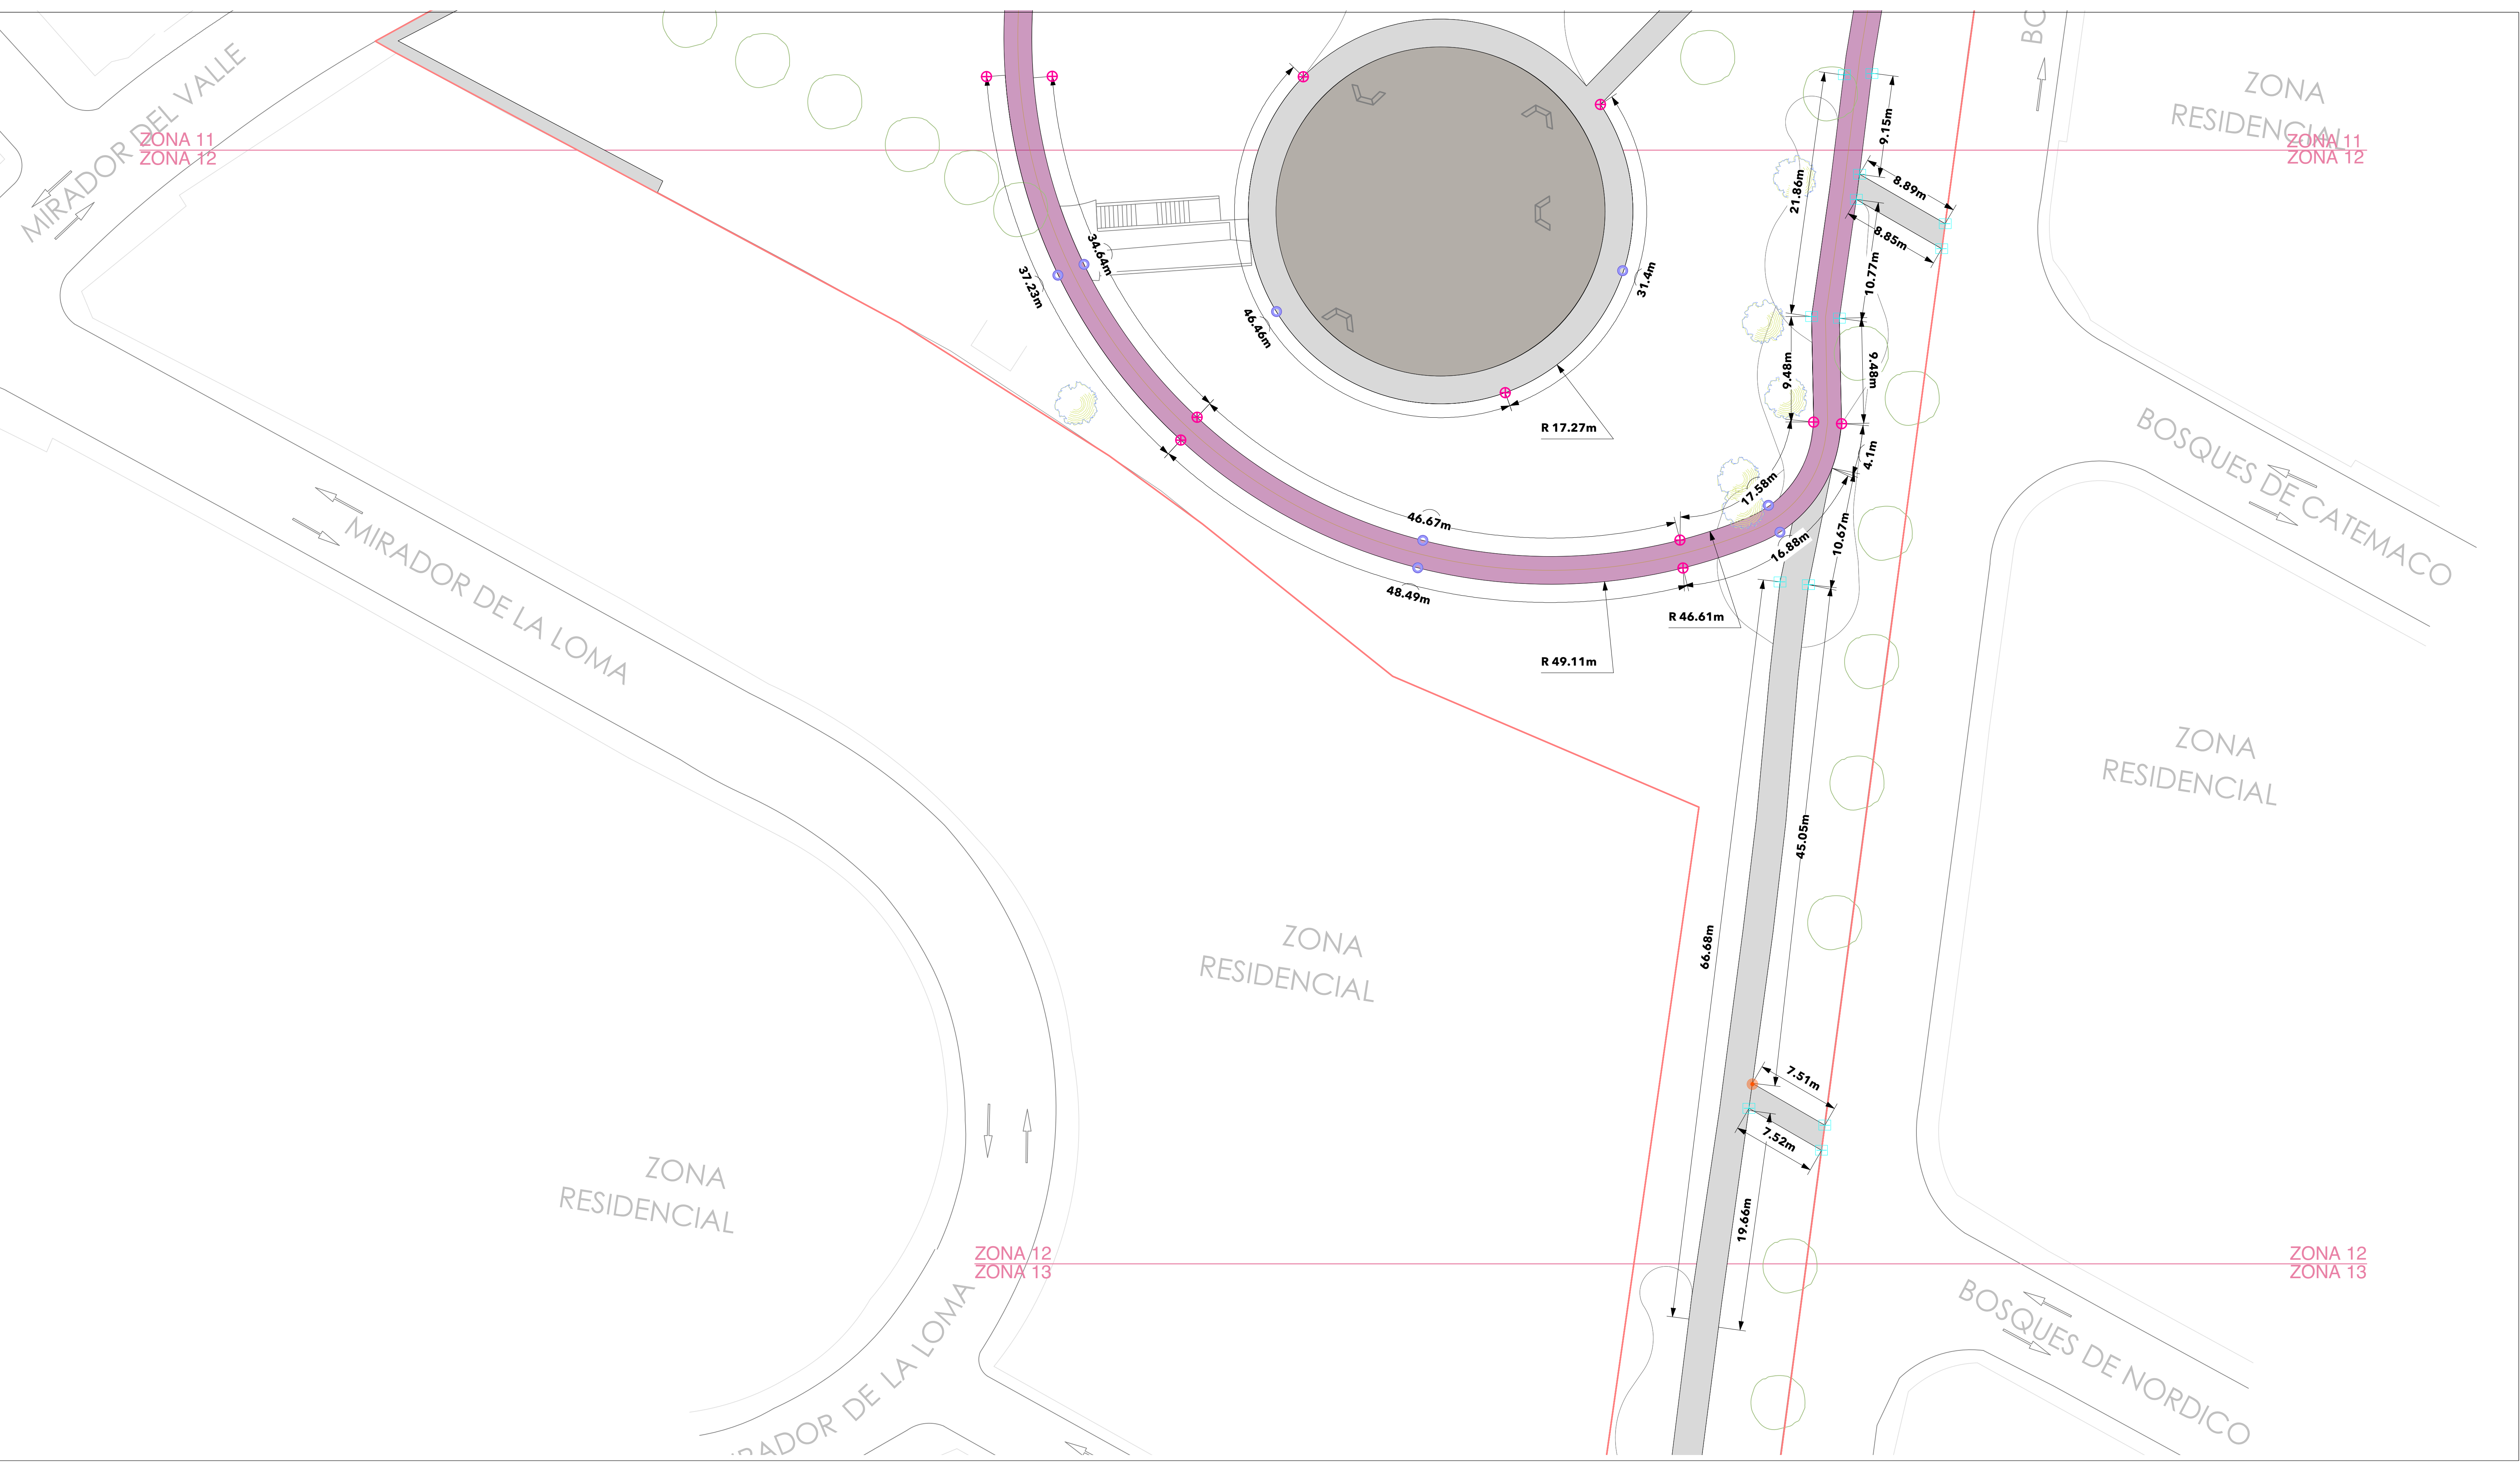 MIRADOR DEL VALLE
ZONA 11
ZONA 12
BO
ZONA
RESIDENCIAL
ZONA 11
ZONA 12
9.15m
8.89m
21.86m
8.85m
10.77m
34.64m
37.23m
46.46m
31.4m
9.48m
9.48m
R 17.27m
4.1m
BOSQUES DE CATEMACO
17.58m
46.67m
16.88m
10.67m
48.49m
R 46.61m
R 49.11m
MIRADOR DE LA LOMA
ZONA
RESIDENCIAL
45.05m
66.68m
ZONA
RESIDENCIAL
7.51m
7.52m
ZONA
RESIDENCIAL
19.66m
ZONA 12
ZONA 13
ZONA 12
ZONA 13
RADOR DE LA LOMA
BOSQUES DE NORDICO